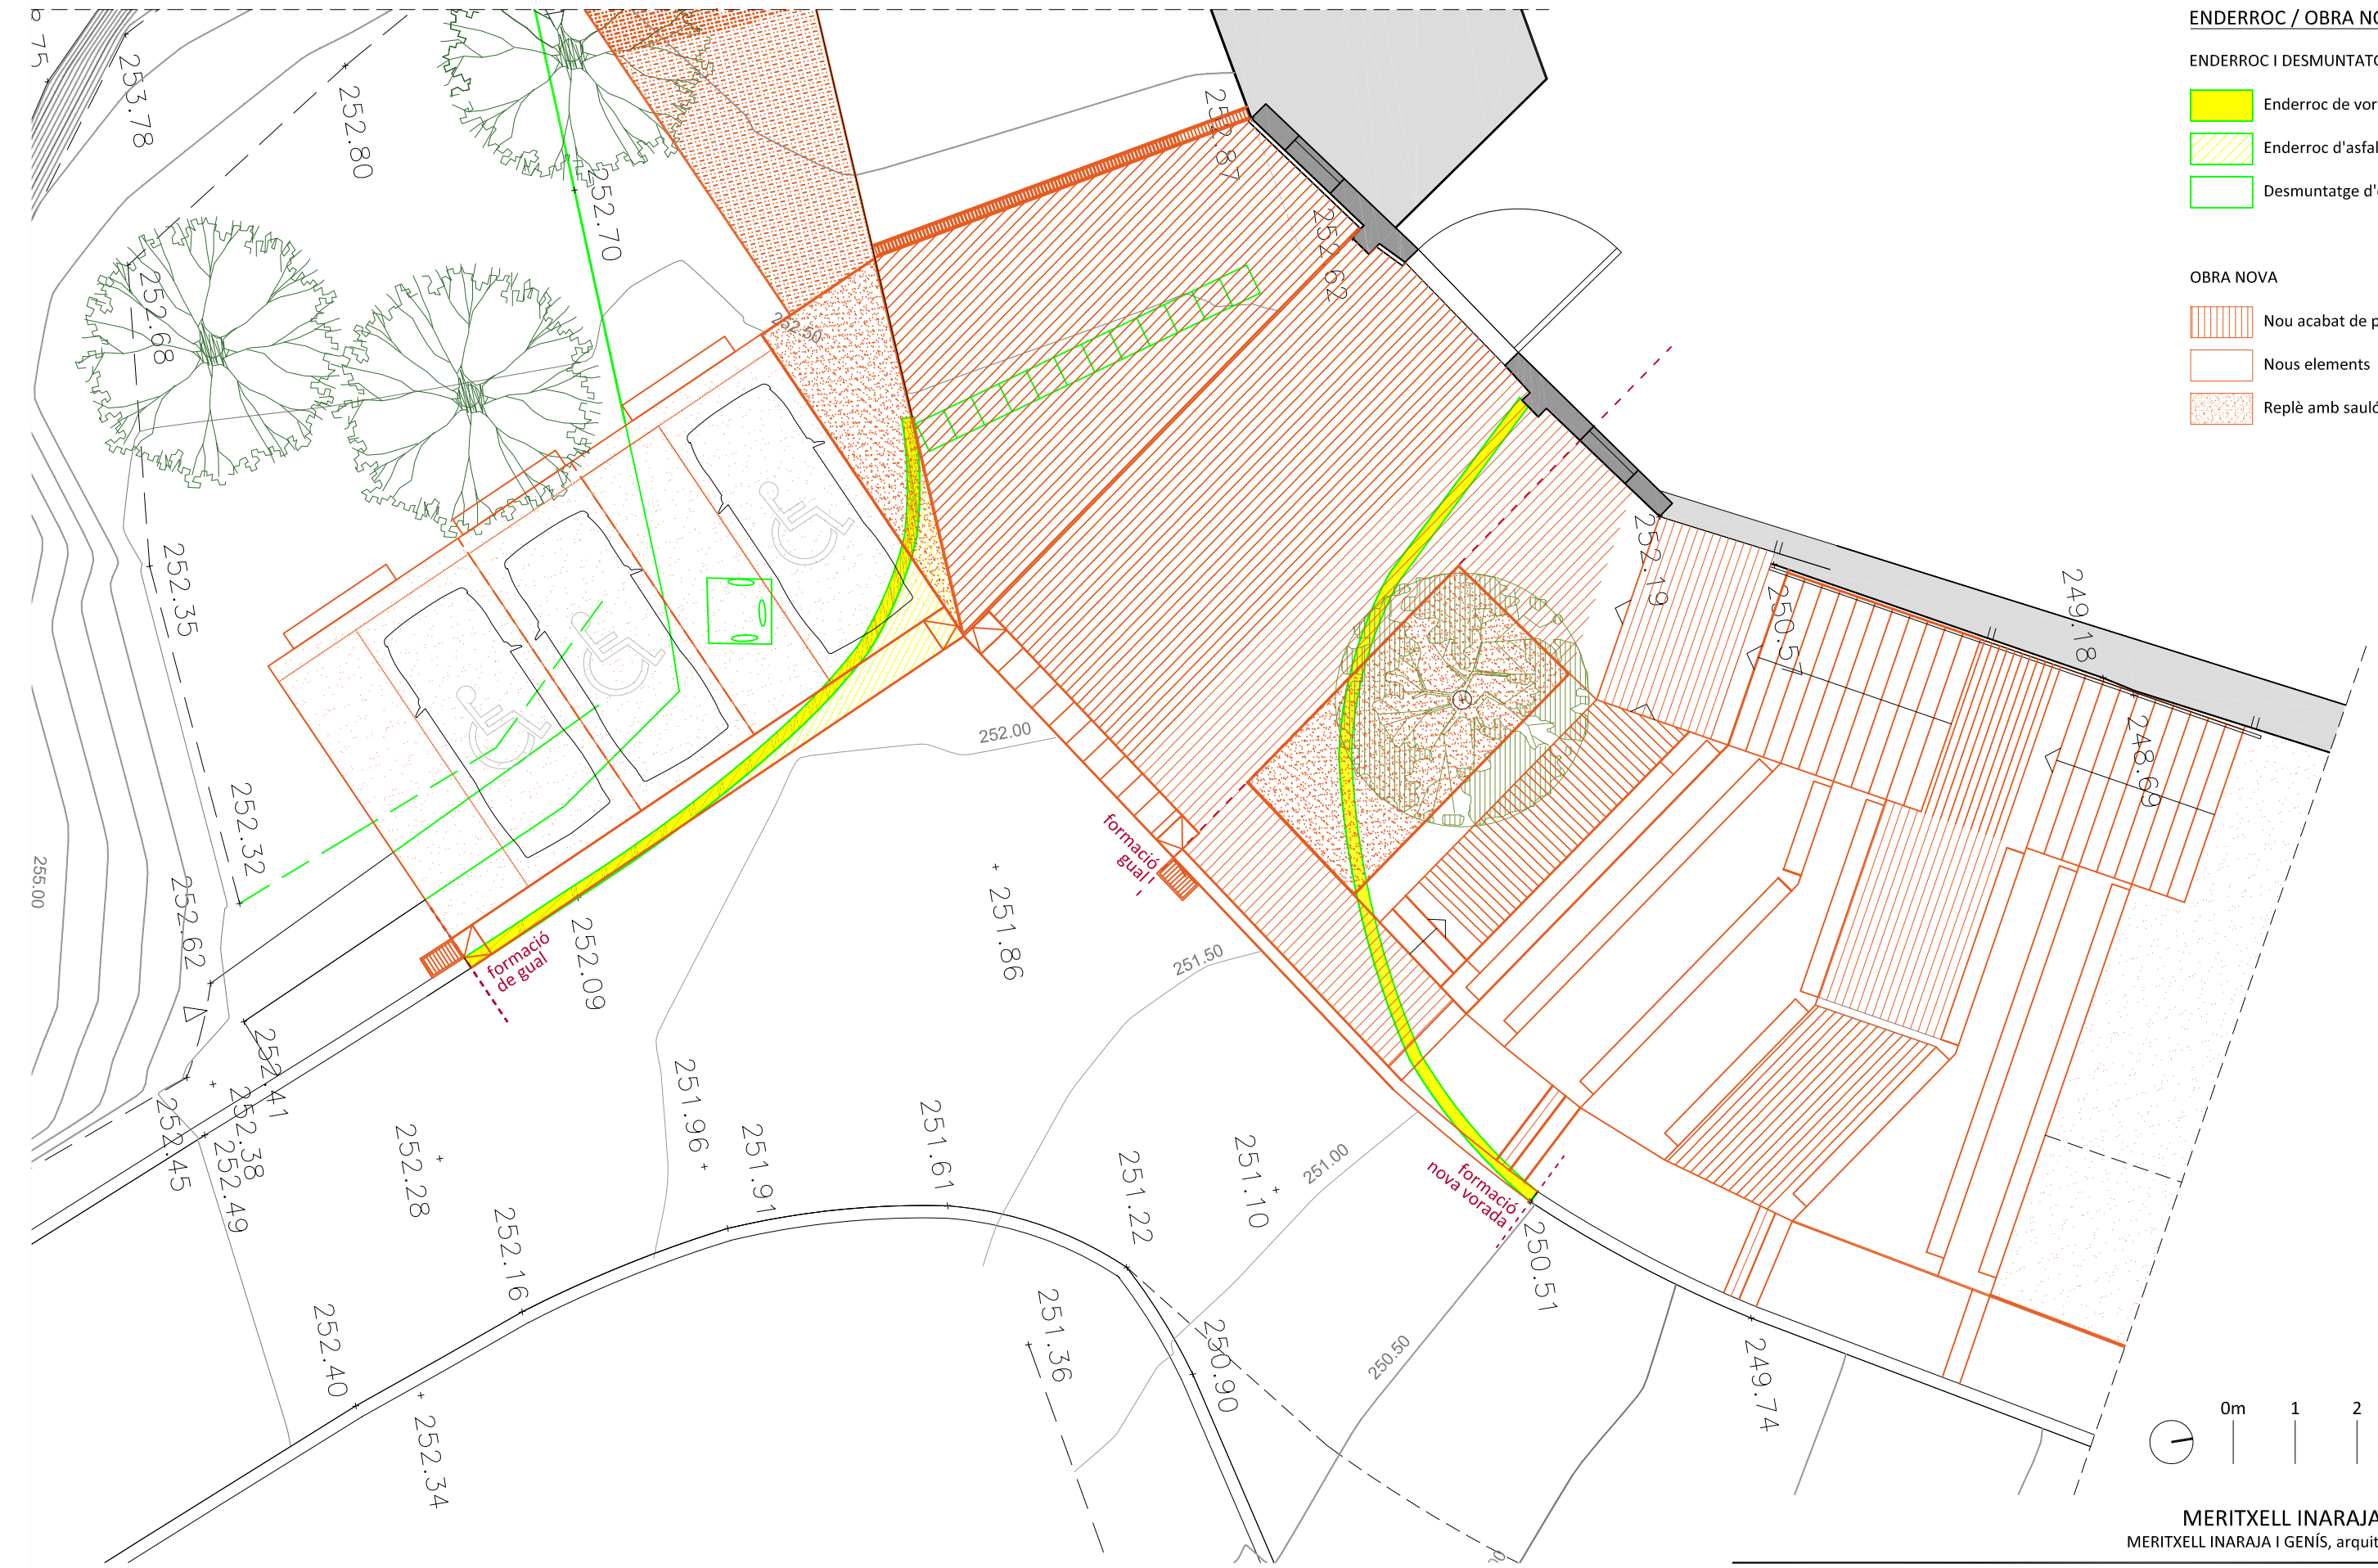 ENDERROC / OBRA NO
ENDERROC I DESMUNTATG
Enderroc de vor
Enderroc d'asfal
Desmuntatge d'
OBRA NOVA
Nou acabat de p
Nous elements
Replè amb sauló
253.78
252.80
252.70
252.87
252.62
252.68
252.50
252.35
252.19
250.57
249.18
248.69
252.32
252.00
255.00
252.62
formació
de gual
252.09
251.86
formació
gual
251.50
252.41
252.38
252.45
252.49
252.28
251.96
251.91
251.61
251.22
251.10
251.00
formació
nova vorada
250.51
252.16
252.40
252.34
251.36
250.90
250.50
249.74
0m 1 2
MERITXELL INARAJA
MERITXELL INARAJA I GENÍS, arquit